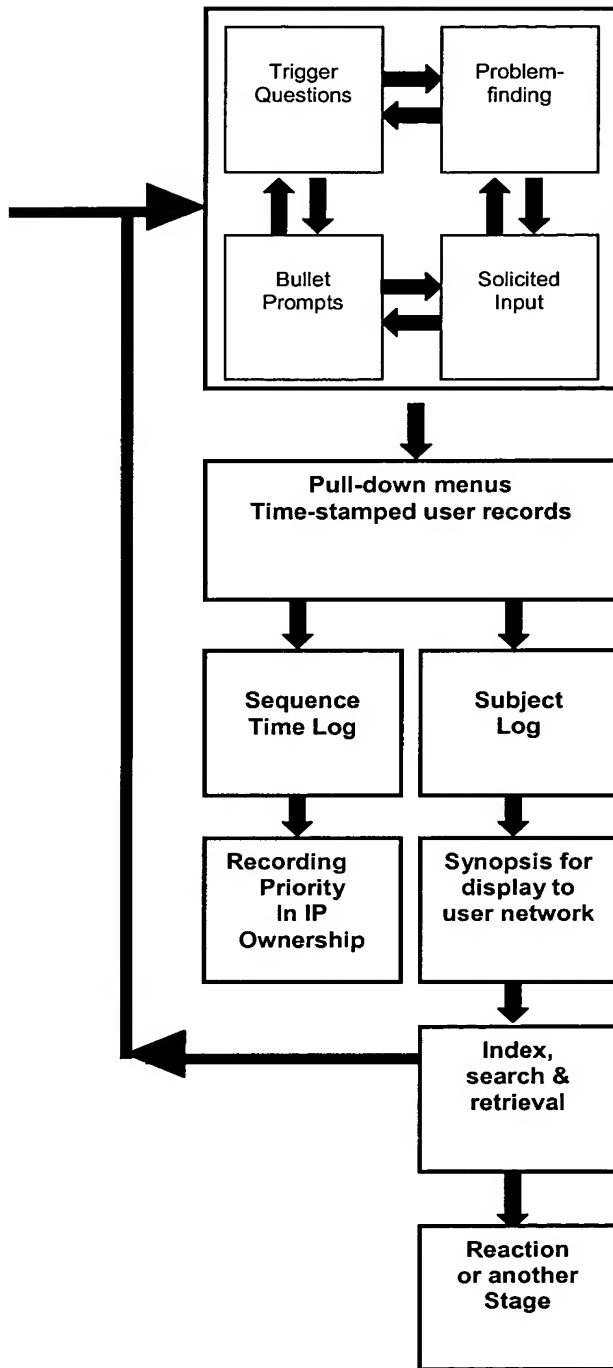 Trigger
Questions
Problem-
finding
Bullet
Prompts
Solicited
Input
Pull-down menus
Time-stamped user records
Sequence
Time Log
Subject
Log
Recording
Priority
In IP
Ownership
Synopsis for
display to
user network
Index,
search &
retrieval
Reaction
or another
Stage